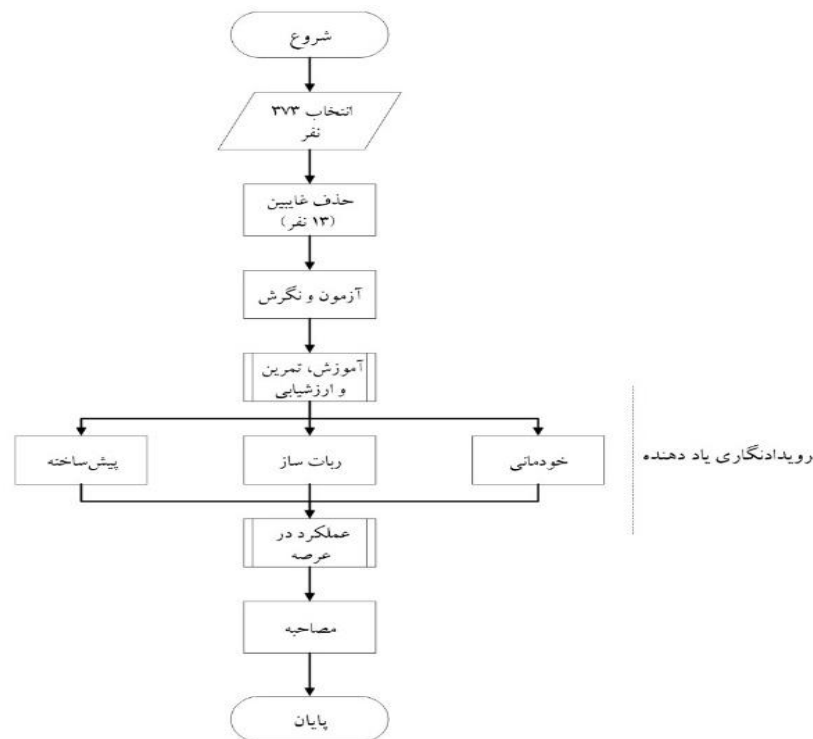 شروع
انتخاب ۳۷۳
نفر
حذف غایبین
(۱۳ نفر)
آزمون و نگرش
آموزش، تمرین
و ارزشیابی
خودمانی
ربات ساز
پیش‌ساخته
رویدادنگاری یاد دهنده
عملکرد در
عرصه
مصاحبه
پایان